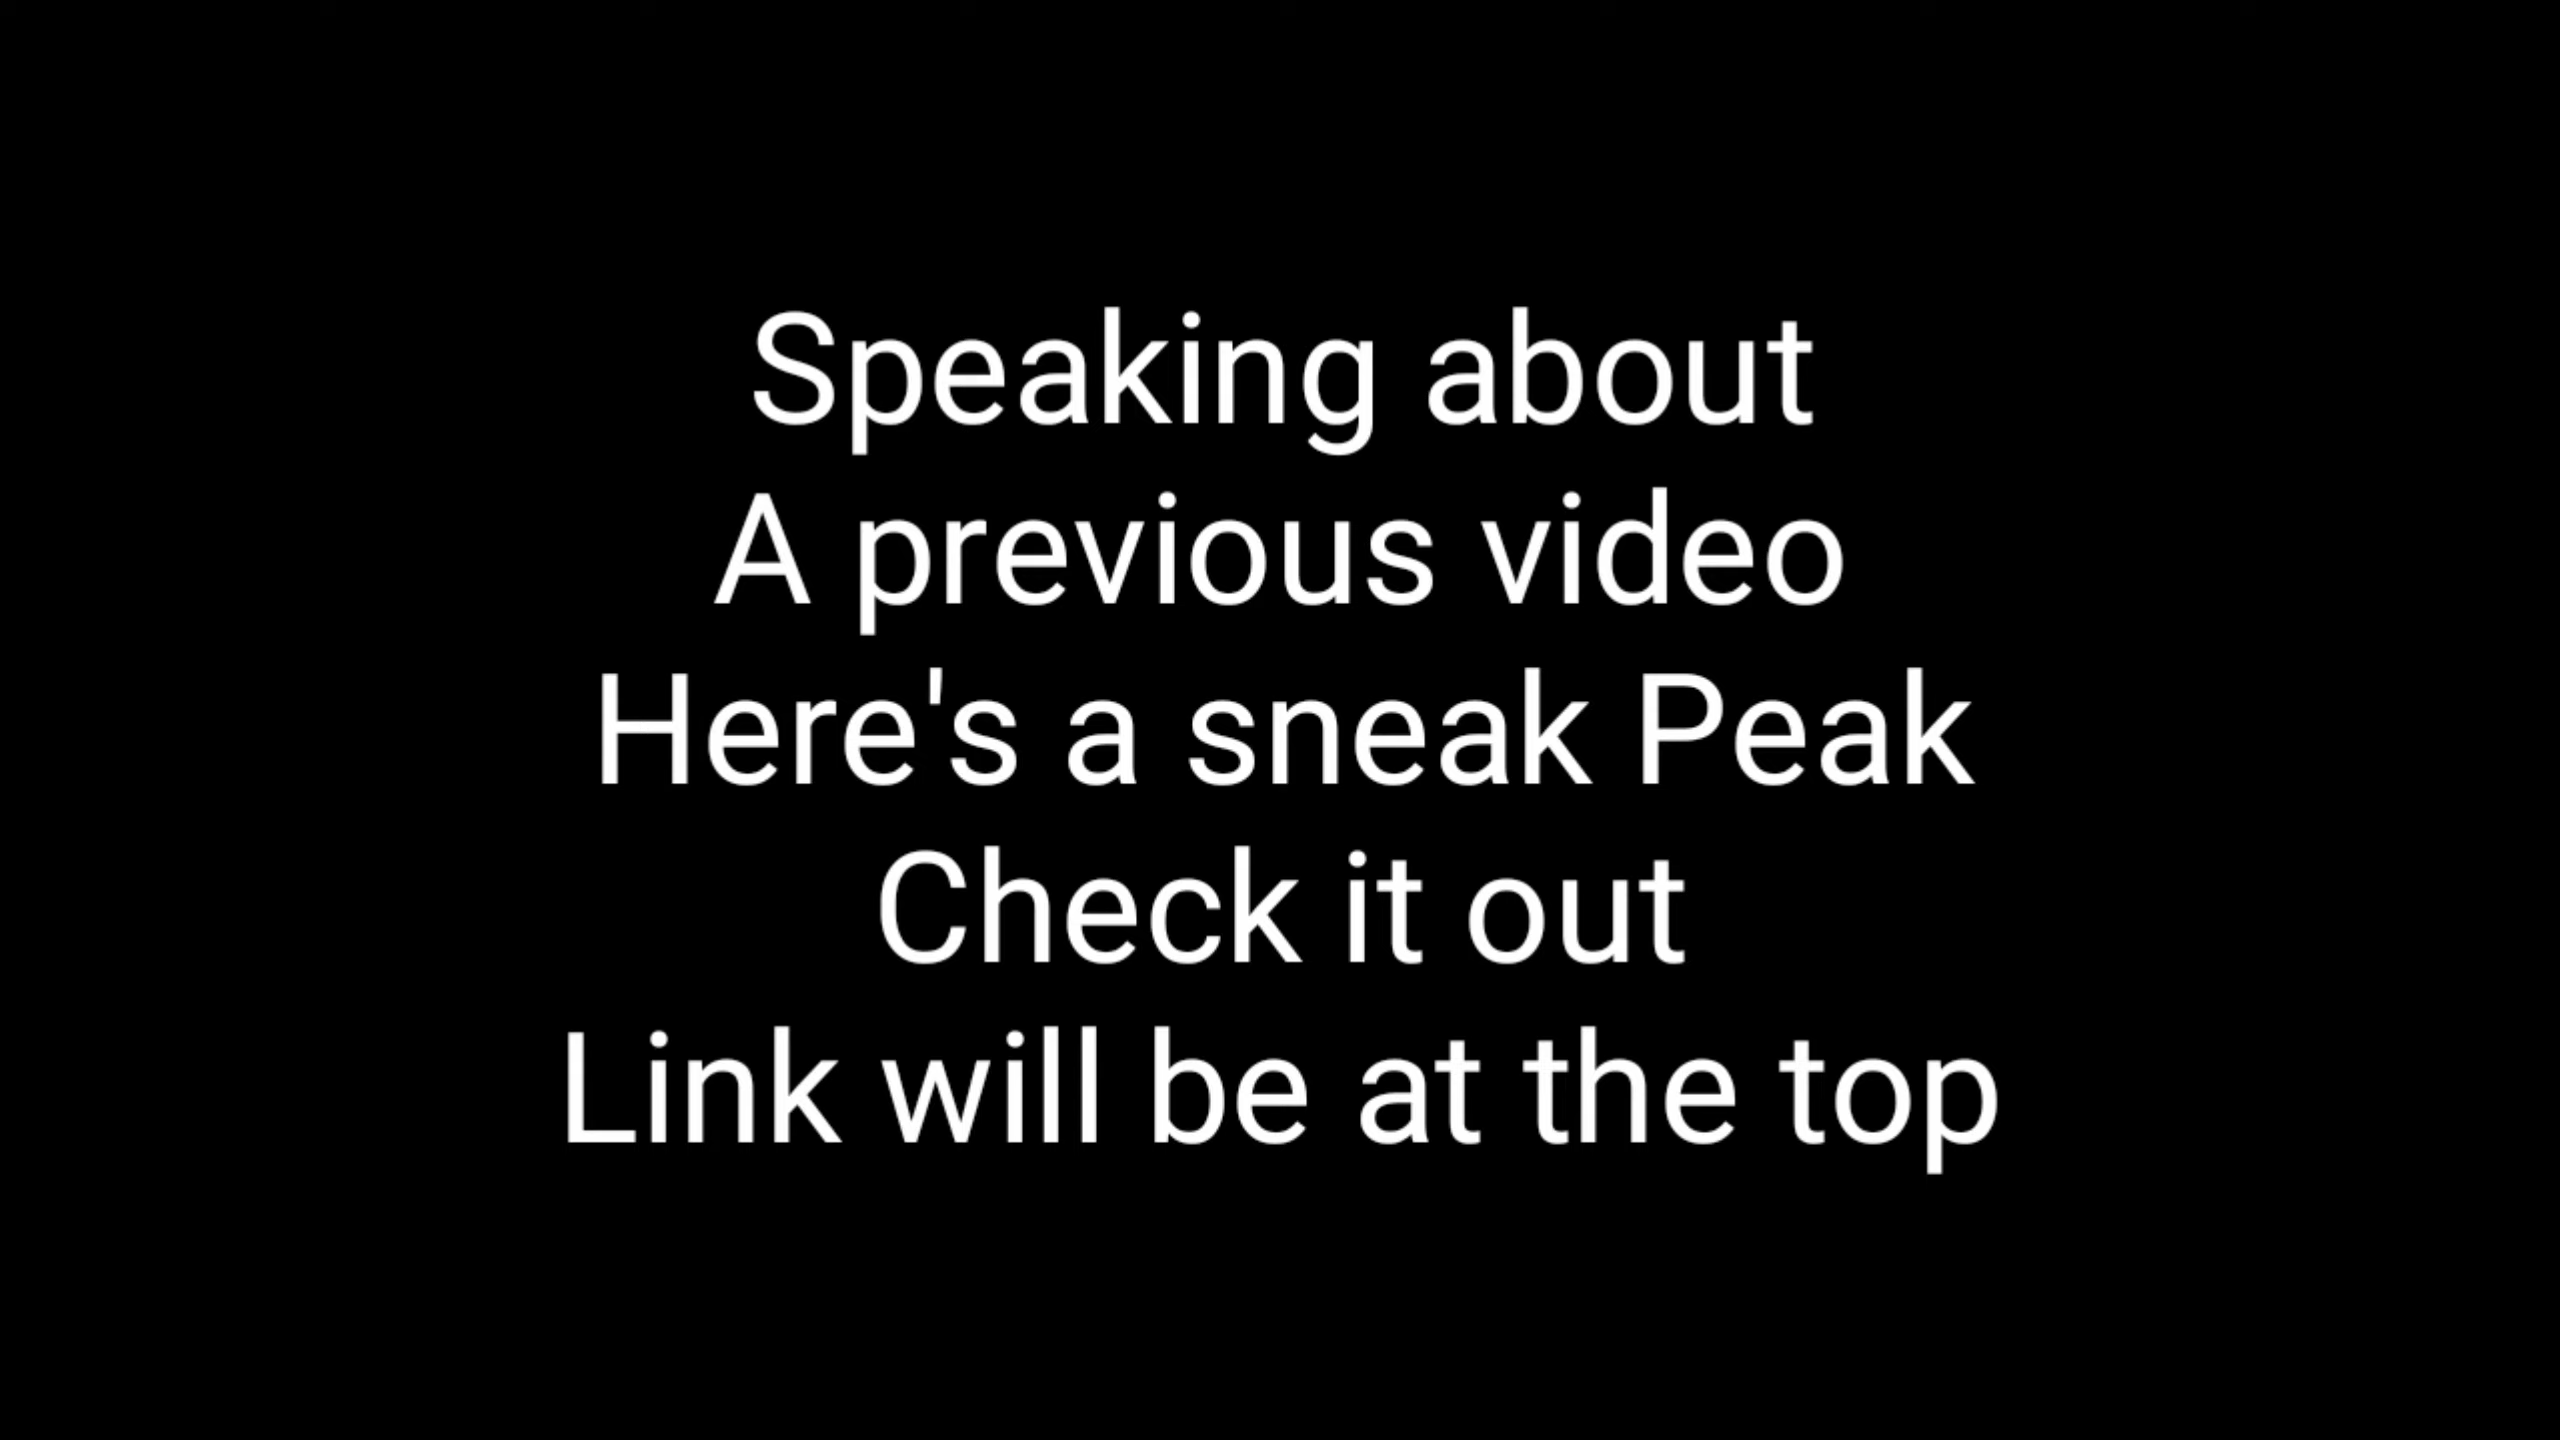 Speaking about
A previous video
Here's a sneak Peak
Check it out
Link will be at the top